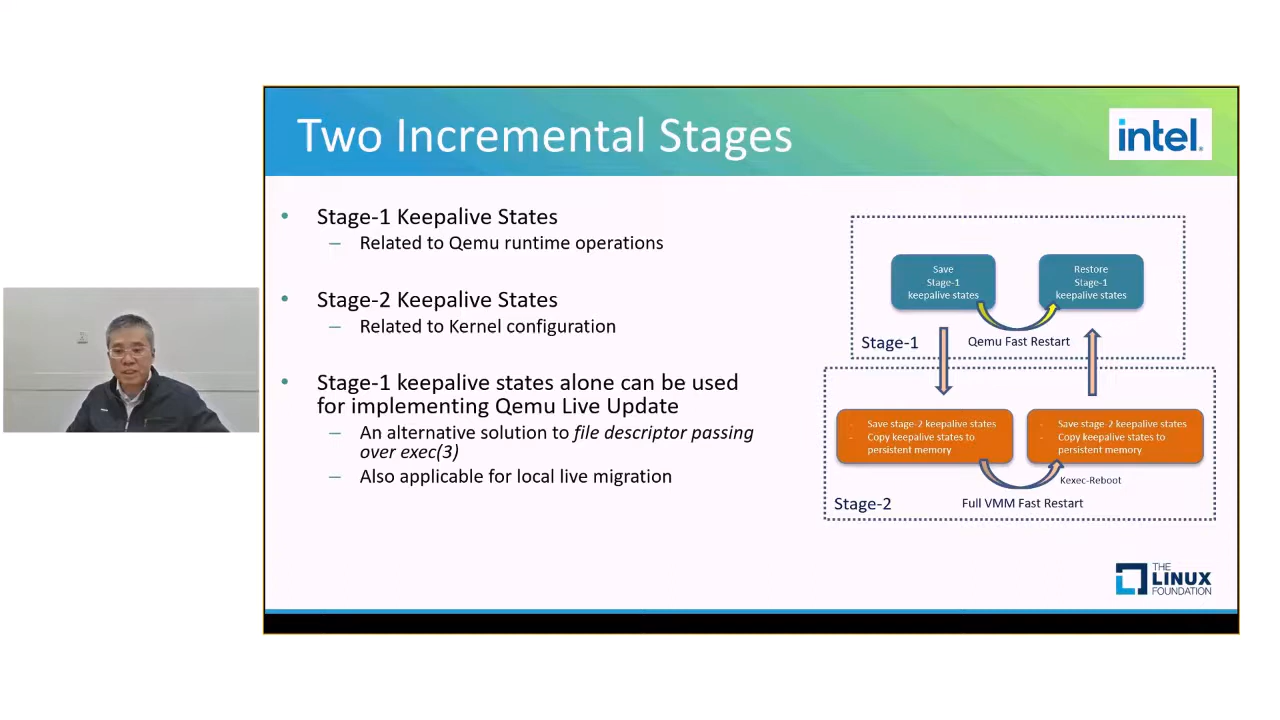 Two Incremental Stages
intel.
• Stage-1 Keepalive States
– Related to Qemu runtime operations
• Stage-2 Keepalive States
– Related to Kernel configuration
• Stage-1 keepalive states alone can be used
for implementing Qemu Live Update
– An alternative solution to file descriptor passing
over exec(3)
– Also applicable for local live migration
Save
Stage-1
keepalive states
Restore
Stage-1
keepalive states
Stage-1
Qemu Fast Restart
- Save stage-2 keepalive states
- Copy keepalive states to
persistent memory
- Save stage-2 keepalive states
- Copy keepalive states to
persistent memory
Kexec-Reboot
Stage-2
Full VMM Fast Restart
THE
LINUX
FOUNDATION